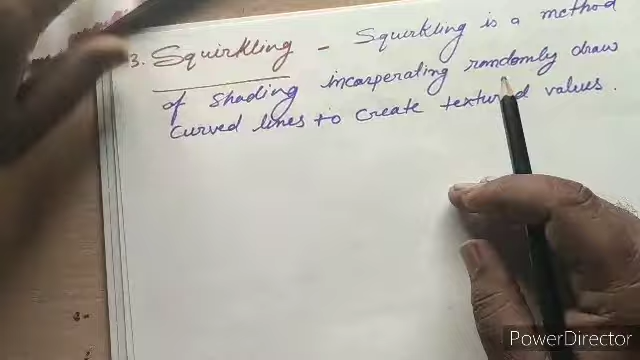 3. Squirkling - Squirkling is a method
of shading incarperating randomly draw
curved lines to create textured values.
PowerDirector